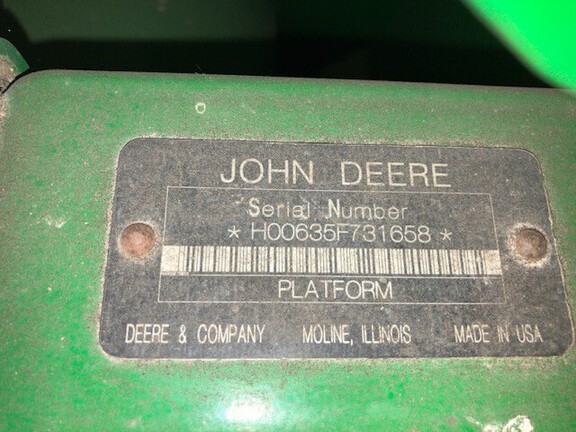 JOHN DEERE
Serial Number
* H00635F731658 *
PLATFORM
DEERE & COMPANY MOLINE, ILLINOIS MADE IN USA